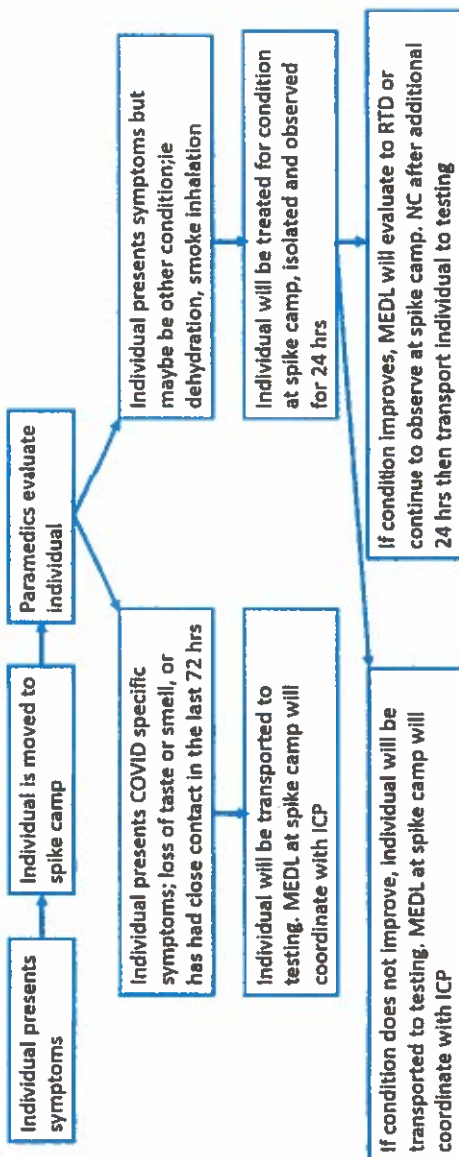 Individual presents
symptoms
Individual is moved to
spike camp
Paramedics evaluate
individual
Individual presents COVID specific
symptoms; loss of taste or smell, or
has had close contact in the last 72 hrs
Individual presents symptoms but
maybe be other condition;ie
dehydration, smoke inhalation
Individual will be transported to
testing. MEDL at spike camp will
coordinate with ICP
Individual will be treated for condition
at spike camp, isolated and observed
for 24 hrs
If condition does not improve, individual will be
transported to testing. MEDL at spike camp will
coordinate with ICP
If condition improves, MEDL will evaluate to RTD or
continue to observe at spike camp. NC after additional
24 hrs then transport individual to testing